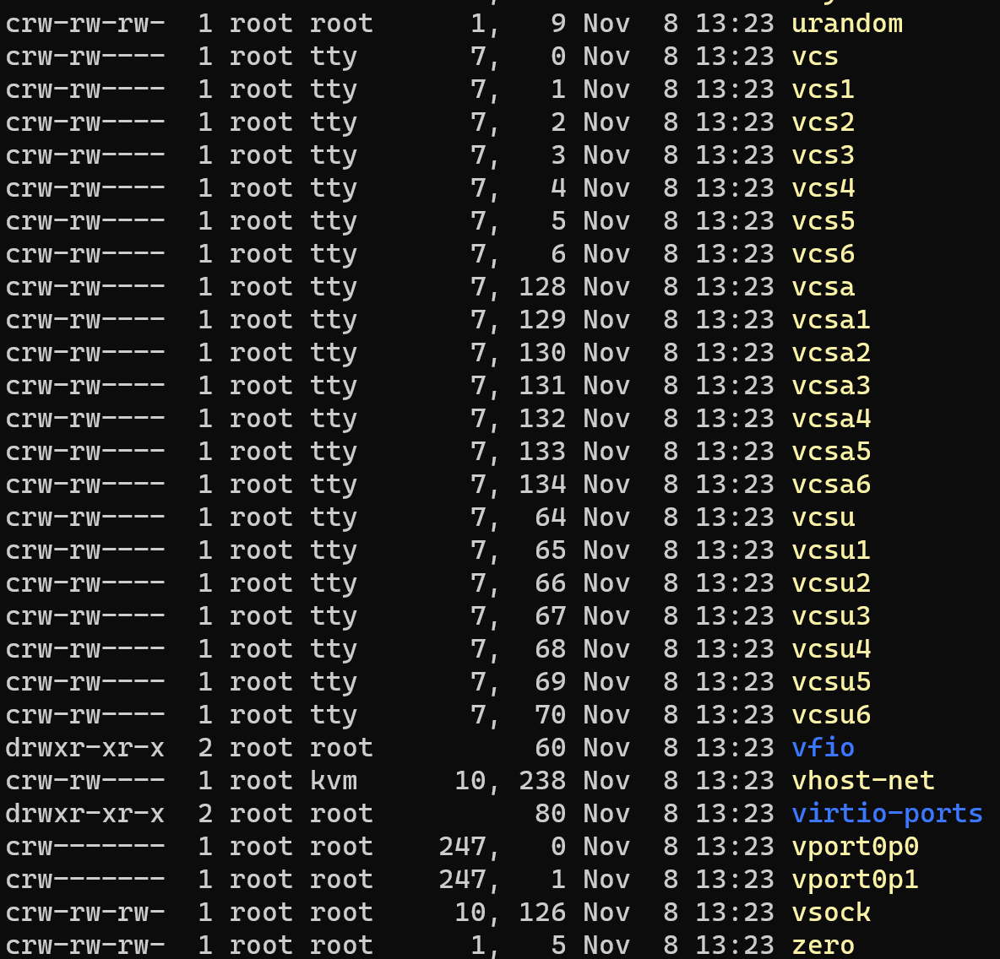 crw-rw-rw-  1 root root      1,   9 Nov  8 13:23 urandom
crw-rw----  1 root tty       7,   0 Nov  8 13:23 vcs
crw-rw----  1 root tty       7,   1 Nov  8 13:23 vcs1
crw-rw----  1 root tty       7,   2 Nov  8 13:23 vcs2
crw-rw----  1 root tty       7,   3 Nov  8 13:23 vcs3
crw-rw----  1 root tty       7,   4 Nov  8 13:23 vcs4
crw-rw----  1 root tty       7,   5 Nov  8 13:23 vcs5
crw-rw----  1 root tty       7,   6 Nov  8 13:23 vcs6
crw-rw----  1 root tty       7, 128 Nov  8 13:23 vcsa
crw-rw----  1 root tty       7, 129 Nov  8 13:23 vcsa1
crw-rw----  1 root tty       7, 130 Nov  8 13:23 vcsa2
crw-rw----  1 root tty       7, 131 Nov  8 13:23 vcsa3
crw-rw----  1 root tty       7, 132 Nov  8 13:23 vcsa4
crw-rw----  1 root tty       7, 133 Nov  8 13:23 vcsa5
crw-rw----  1 root tty       7, 134 Nov  8 13:23 vcsa6
crw-rw----  1 root tty       7,  64 Nov  8 13:23 vcsu
crw-rw----  1 root tty       7,  65 Nov  8 13:23 vcsu1
crw-rw----  1 root tty       7,  66 Nov  8 13:23 vcsu2
crw-rw----  1 root tty       7,  67 Nov  8 13:23 vcsu3
crw-rw----  1 root tty       7,  68 Nov  8 13:23 vcsu4
crw-rw----  1 root tty       7,  69 Nov  8 13:23 vcsu5
crw-rw----  1 root tty       7,  70 Nov  8 13:23 vcsu6
drwxr-xr-x  2 root root          60 Nov  8 13:23 vfio
crw-rw----  1 root kvm      10, 238 Nov  8 13:23 vhost-net
drwxr-xr-x  2 root root          80 Nov  8 13:23 virtio-ports
crw-------  1 root root    247,   0 Nov  8 13:23 vport0p0
crw-------  1 root root    247,   1 Nov  8 13:23 vport0p1
crw-rw-rw-  1 root root     10, 126 Nov  8 13:23 vsock
crw-rw-rw-  1 root root      1,   5 Nov  8 13:23 zero